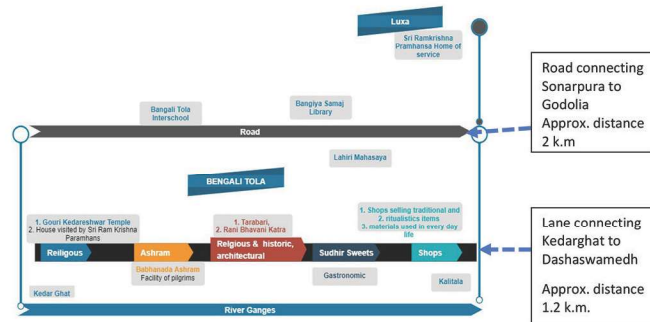 Luxa
Sri Ramkrishna
Pramhansa Home of
service
Road connecting
Sonarpura to
Godolia
Approx. distance
2 k.m
Bangali Tola
Interschool
Bangiya Samaj
Library
Road
Lahiri Mahasaya
BENGALI TOLA
1. Gouri Kedareshwar Temple
2. House visited by Sri Ram Krishna
Paramhans
1. Tarabari,
2. Rani Bhavani Katra
1. Shops selling traditional and
2. ritualistics items
3. materials used in every day
life
Lane connecting
Kedarghat to
Dashaswamedh
Approx. distance
1.2 k.m.
Reiligous
Ashram
Relgious & historic,
architectural
Sudhir Sweets
Shops
Babhanada Ashram
Facility of pilgrims
Gastronomic
Kalitala
Kedar Ghat
River Ganges